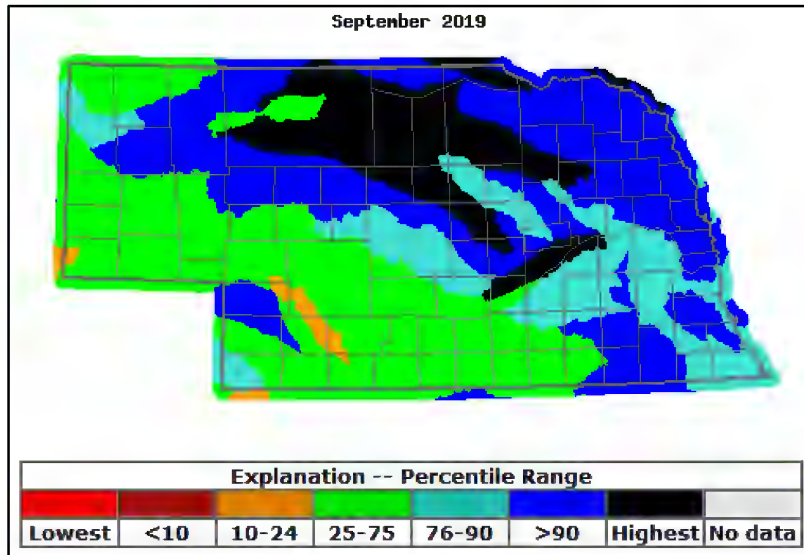 September 2019
Explanation -- Percentile Range
Lowest <10 10-24 25-75 76-90 >90 Highest No data